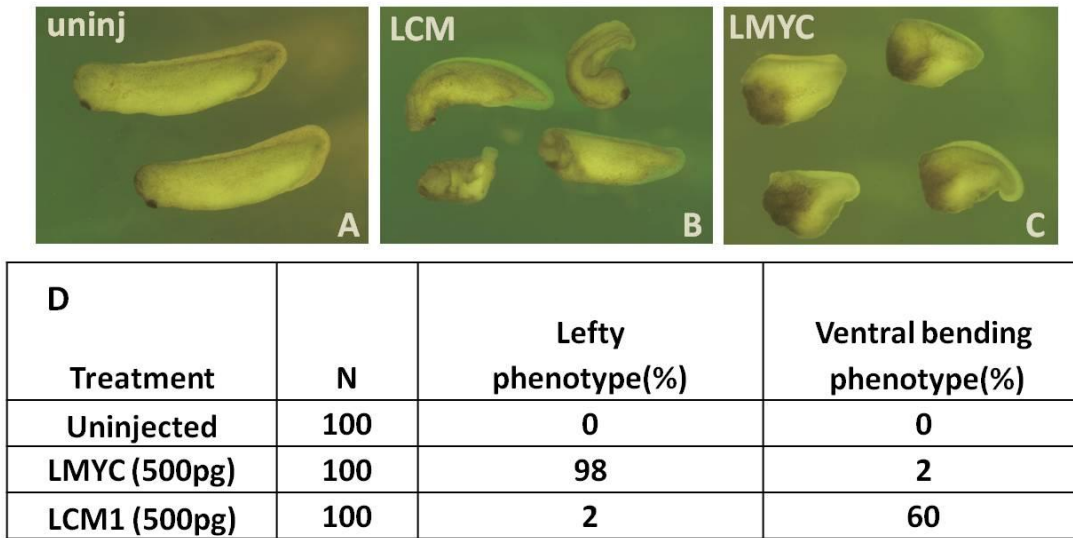 uninj
A
LCM
B
LMYC
C
D
Treatment N Lefty phenotype(%) Ventral bending phenotype(%)
Uninjected 100 0 0
LMYC (500pg) 100 98 2
LCM1 (500pg) 100 2 60